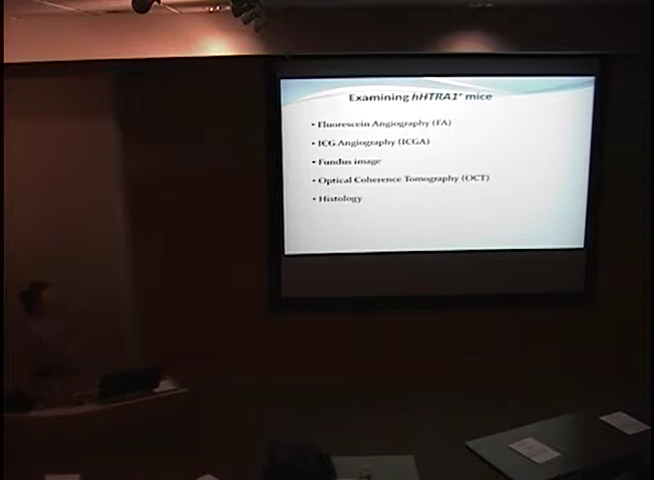 Examining hHTRA1⁺ mice
• Fluorescein Angiography (FA)
• ICG Angiography (ICGA)
• Fundus image
• Optical Coherence Tomography (OCT)
• Histology